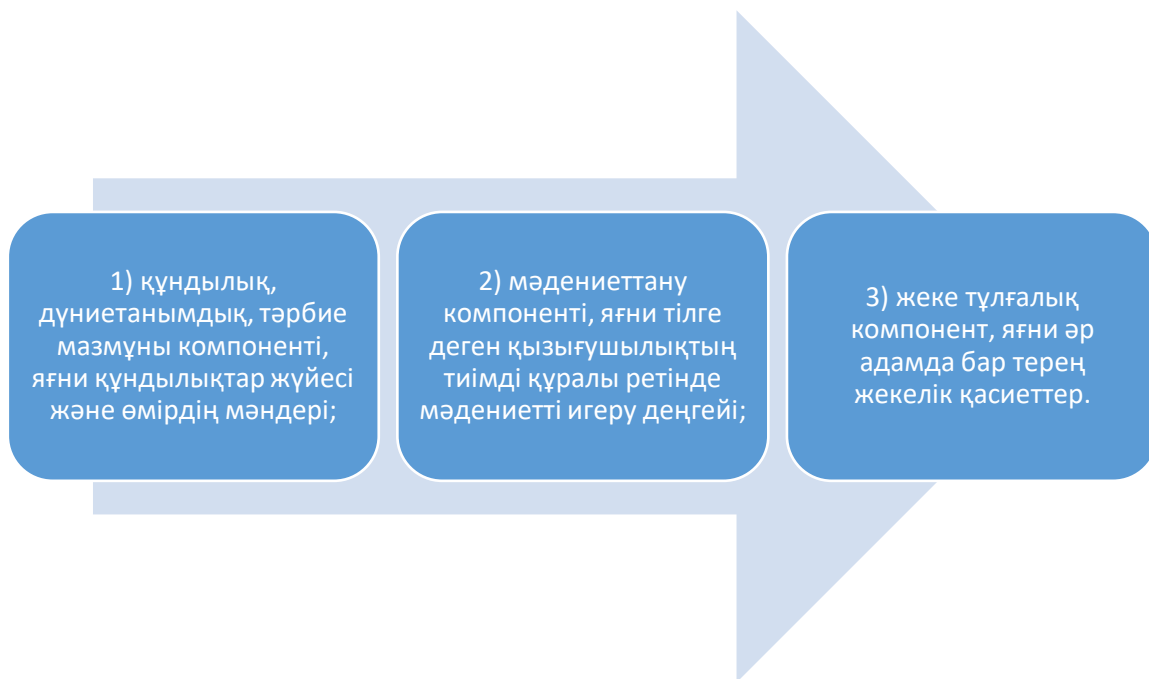 1) құндылық,
дүниетанымдық, тәрбие
мазмұны компоненті,
яғни құндылықтар жүйесі
және өмірдің мәндері;
2) мәдениеттану
компоненті, яғни тілге
деген қызығушылықтың
тиімді құралы ретінде
мәдениетті игеру деңгейі;
3) жеке тұлғалық
компонент, яғни әр
адамда бар терең
жекелік қасиеттер.